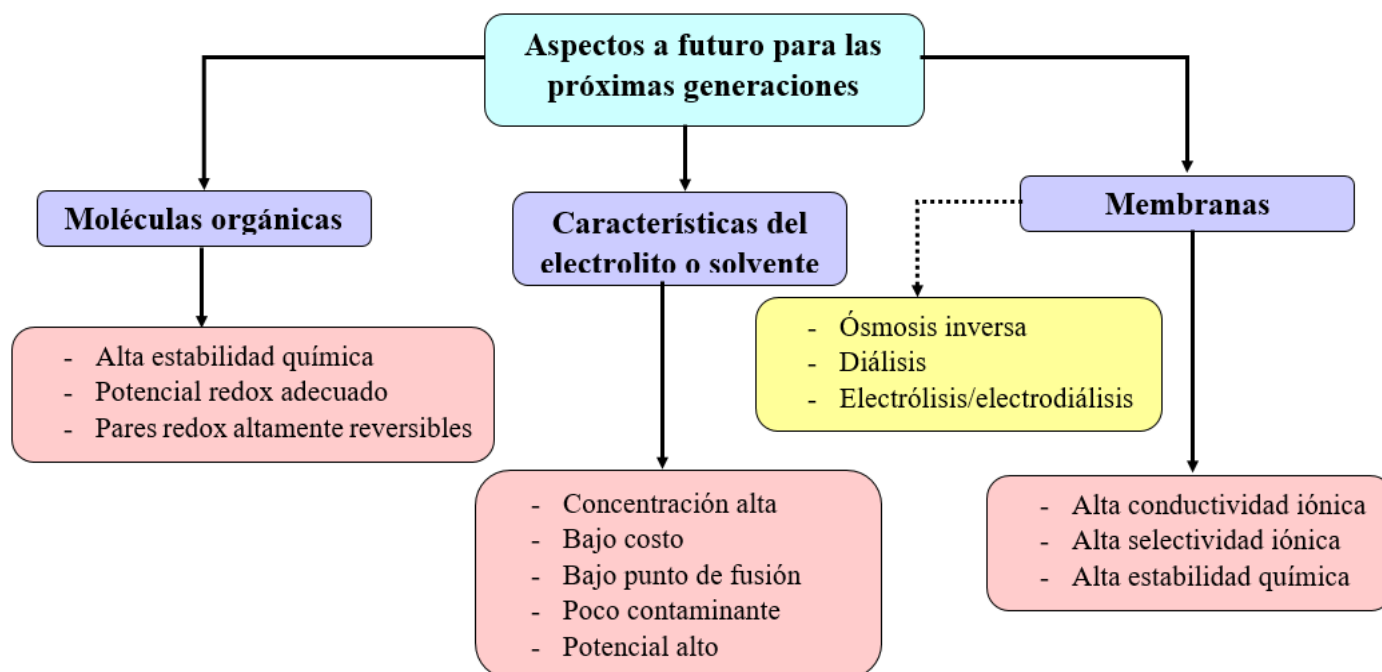 Aspectos a futuro para las
próximas generaciones
Moléculas orgánicas
Características del
electrolito o solvente
Membranas
- Ósmosis inversa
- Diálisis
- Electrólisis/electrodiálisis
- Alta estabilidad química
- Potencial redox adecuado
- Pares redox altamente reversibles
- Concentración alta
- Bajo costo
- Bajo punto de fusión
- Poco contaminante
- Potencial alto
- Alta conductividad iónica
- Alta selectividad iónica
- Alta estabilidad química